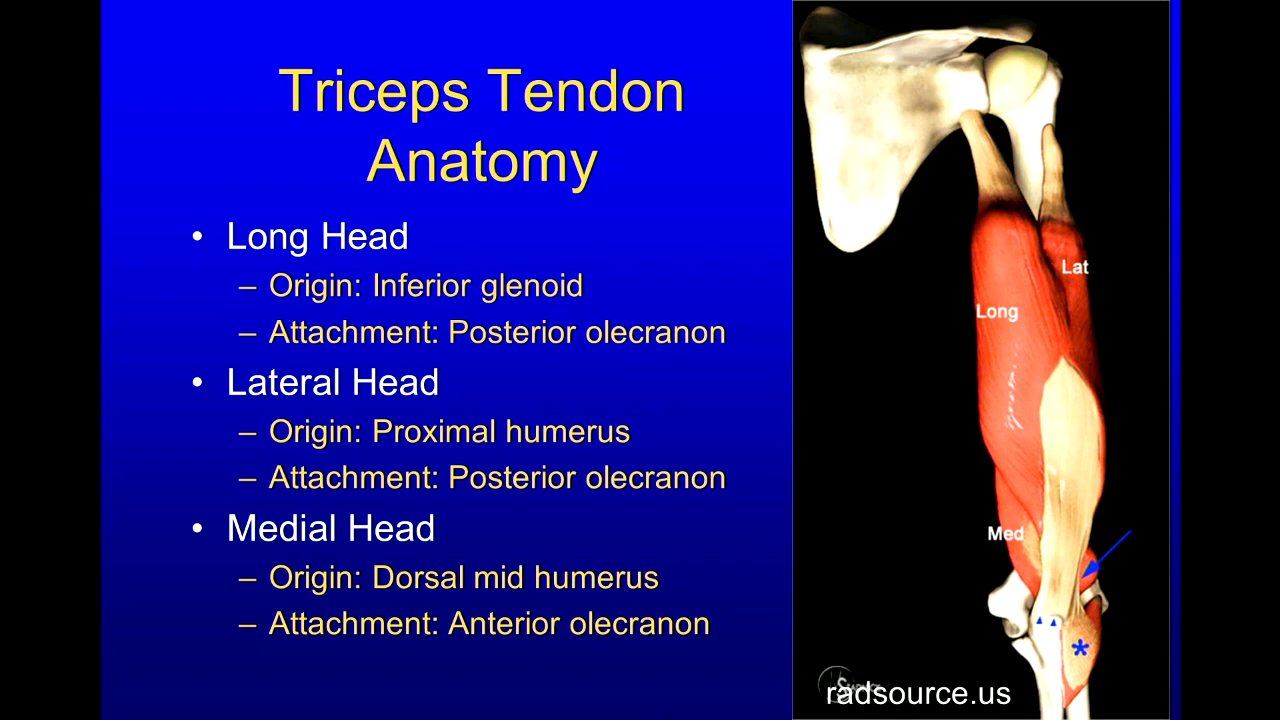 Triceps Tendon
Anatomy
• Long Head
– Origin: Inferior glenoid
– Attachment: Posterior olecranon
• Lateral Head
– Origin: Proximal humerus
– Attachment: Posterior olecranon
• Medial Head
– Origin: Dorsal mid humerus
– Attachment: Anterior olecranon
Lat
Long
Med
*
radsource.us